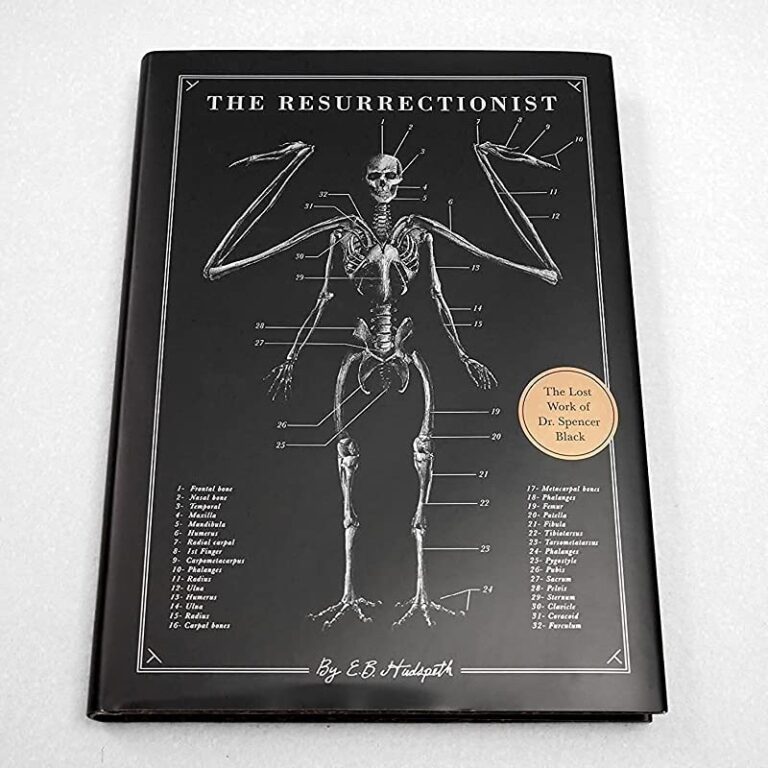 THE RESURRECTIONIST
1
2
3
4
5
6
7
8
9
10
11
12
13
14
15
19
20
21
22
23
24
25
26
27
28
29
30
31
32
The Lost
Work of
Dr. Spencer
Black
1- Frontal bone
2- Nasal bone
3- Temporal
4- Maxilla
5- Mandibula
6- Humerus
7- Radial carpal
8- 1st Finger
9- Carpometacarpus
10- Phalanges
11- Radius
12- Ulna
13- Humerus
14- Ulna
15- Radius
16- Carpal bones
17- Metacarpal bones
18- Phalanges
19- Femur
20- Patella
21- Fibula
22- Tibiotarsus
23- Tarsometatarsus
24- Phalanges
25- Pygostyle
26- Pubis
27- Sacrum
28- Pelvis
29- Sternum
30- Clavicle
31- Coracoid
32- Furculum
By E.B. Hudspeth